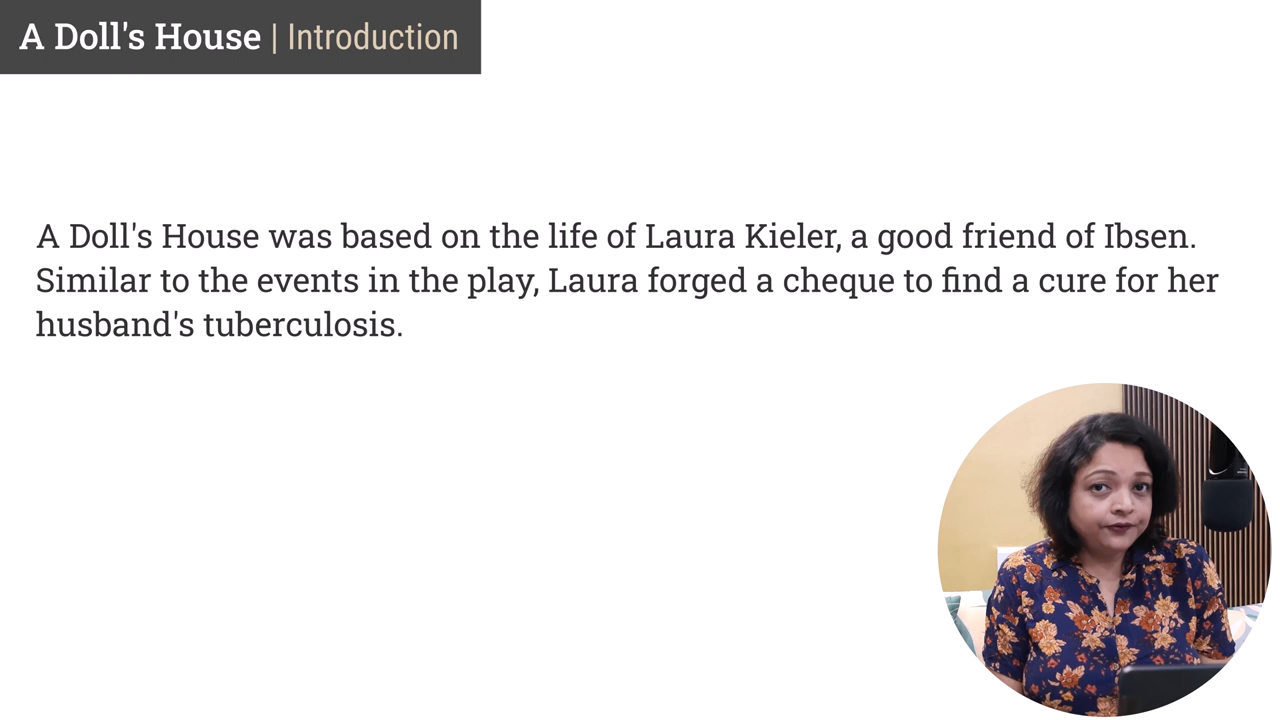 A Doll's House | Introduction
A Doll's House was based on the life of Laura Kieler, a good friend of Ibsen.
Similar to the events in the play, Laura forged a cheque to find a cure for her
husband's tuberculosis.